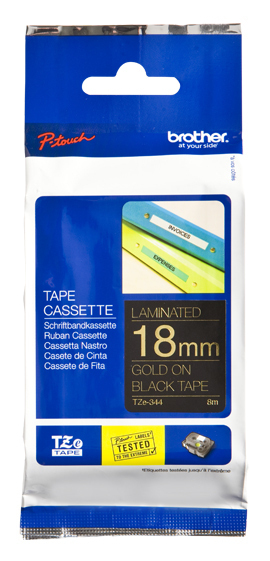 P-touch
brother
at your side
INVOICES
EXPENSES
TAPE
CASSETTE
Schriftbandkassette
Ruban Cassette
Cassetta Nastro
Casete de Cinta
Cassete de Fita
LAMINATED
18mm
GOLD ON
BLACK TAPE
TZe-344 8m
TZe
TAPE
P-touch LABELS
TESTED
TO THE EXTREME